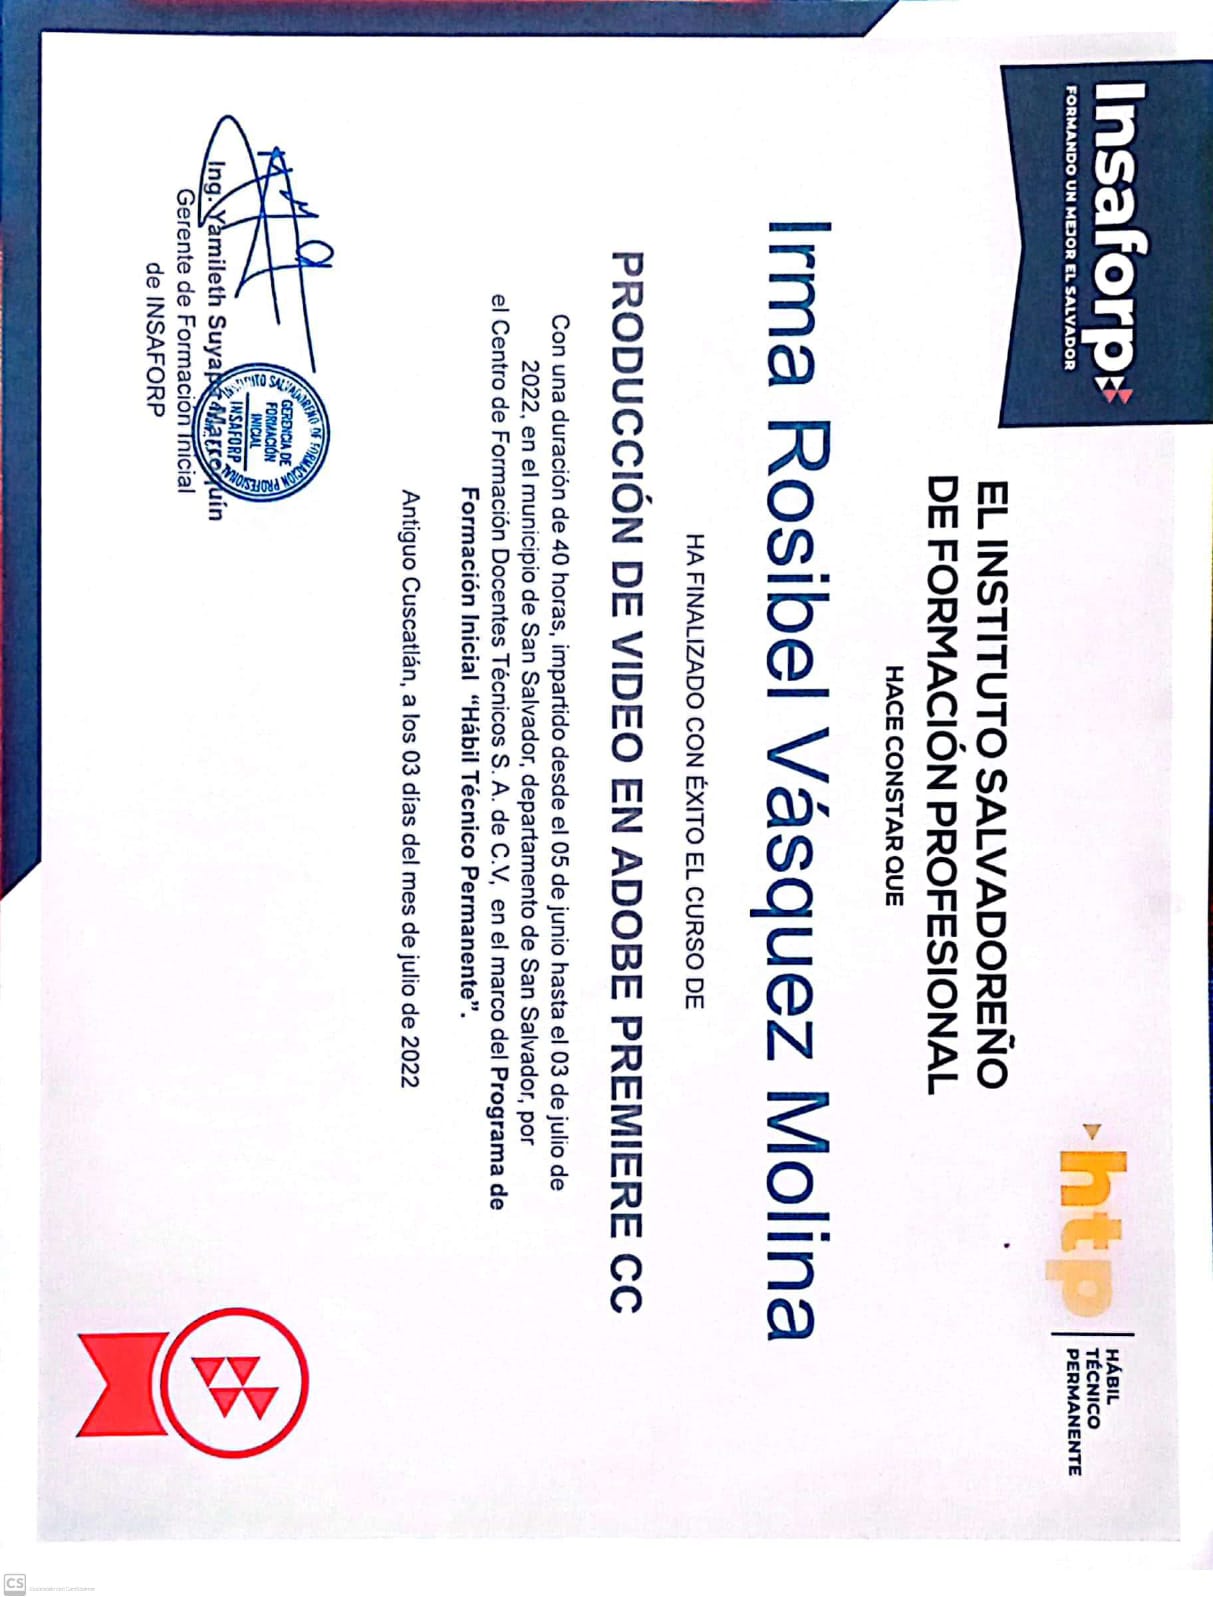 Insaforp
FORMANDO UN MEJOR EL SALVADOR
htp
HÁBIL
TÉCNICO
PERMANENTE
EL INSTITUTO SALVADOREÑO
DE FORMACIÓN PROFESIONAL
HACE CONSTAR QUE
Irma Rosibel Vásquez Molina
HA FINALIZADO CON ÉXITO EL CURSO DE
PRODUCCIÓN DE VIDEO EN ADOBE PREMIERE CC
Con una duración de 40 horas, impartido desde el 05 de junio hasta el 03 de julio de
2022, en el municipio de San Salvador, departamento de San Salvador, por
el Centro de Formación Docentes Técnicos S. A. de C.V, en el marco del Programa de
Formación Inicial “Hábil Técnico Permanente”.
Antiguo Cuscatlán, a los 03 días del mes de julio de 2022
SALVADOREÑO DE FORMACIÓN PROFESIONAL
GERENCIA DE
FORMACIÓN
INICIAL
INSAFORP
Ing. Yamileth Suyapa Marroquín
Gerente de Formación Inicial
de INSAFORP
CS